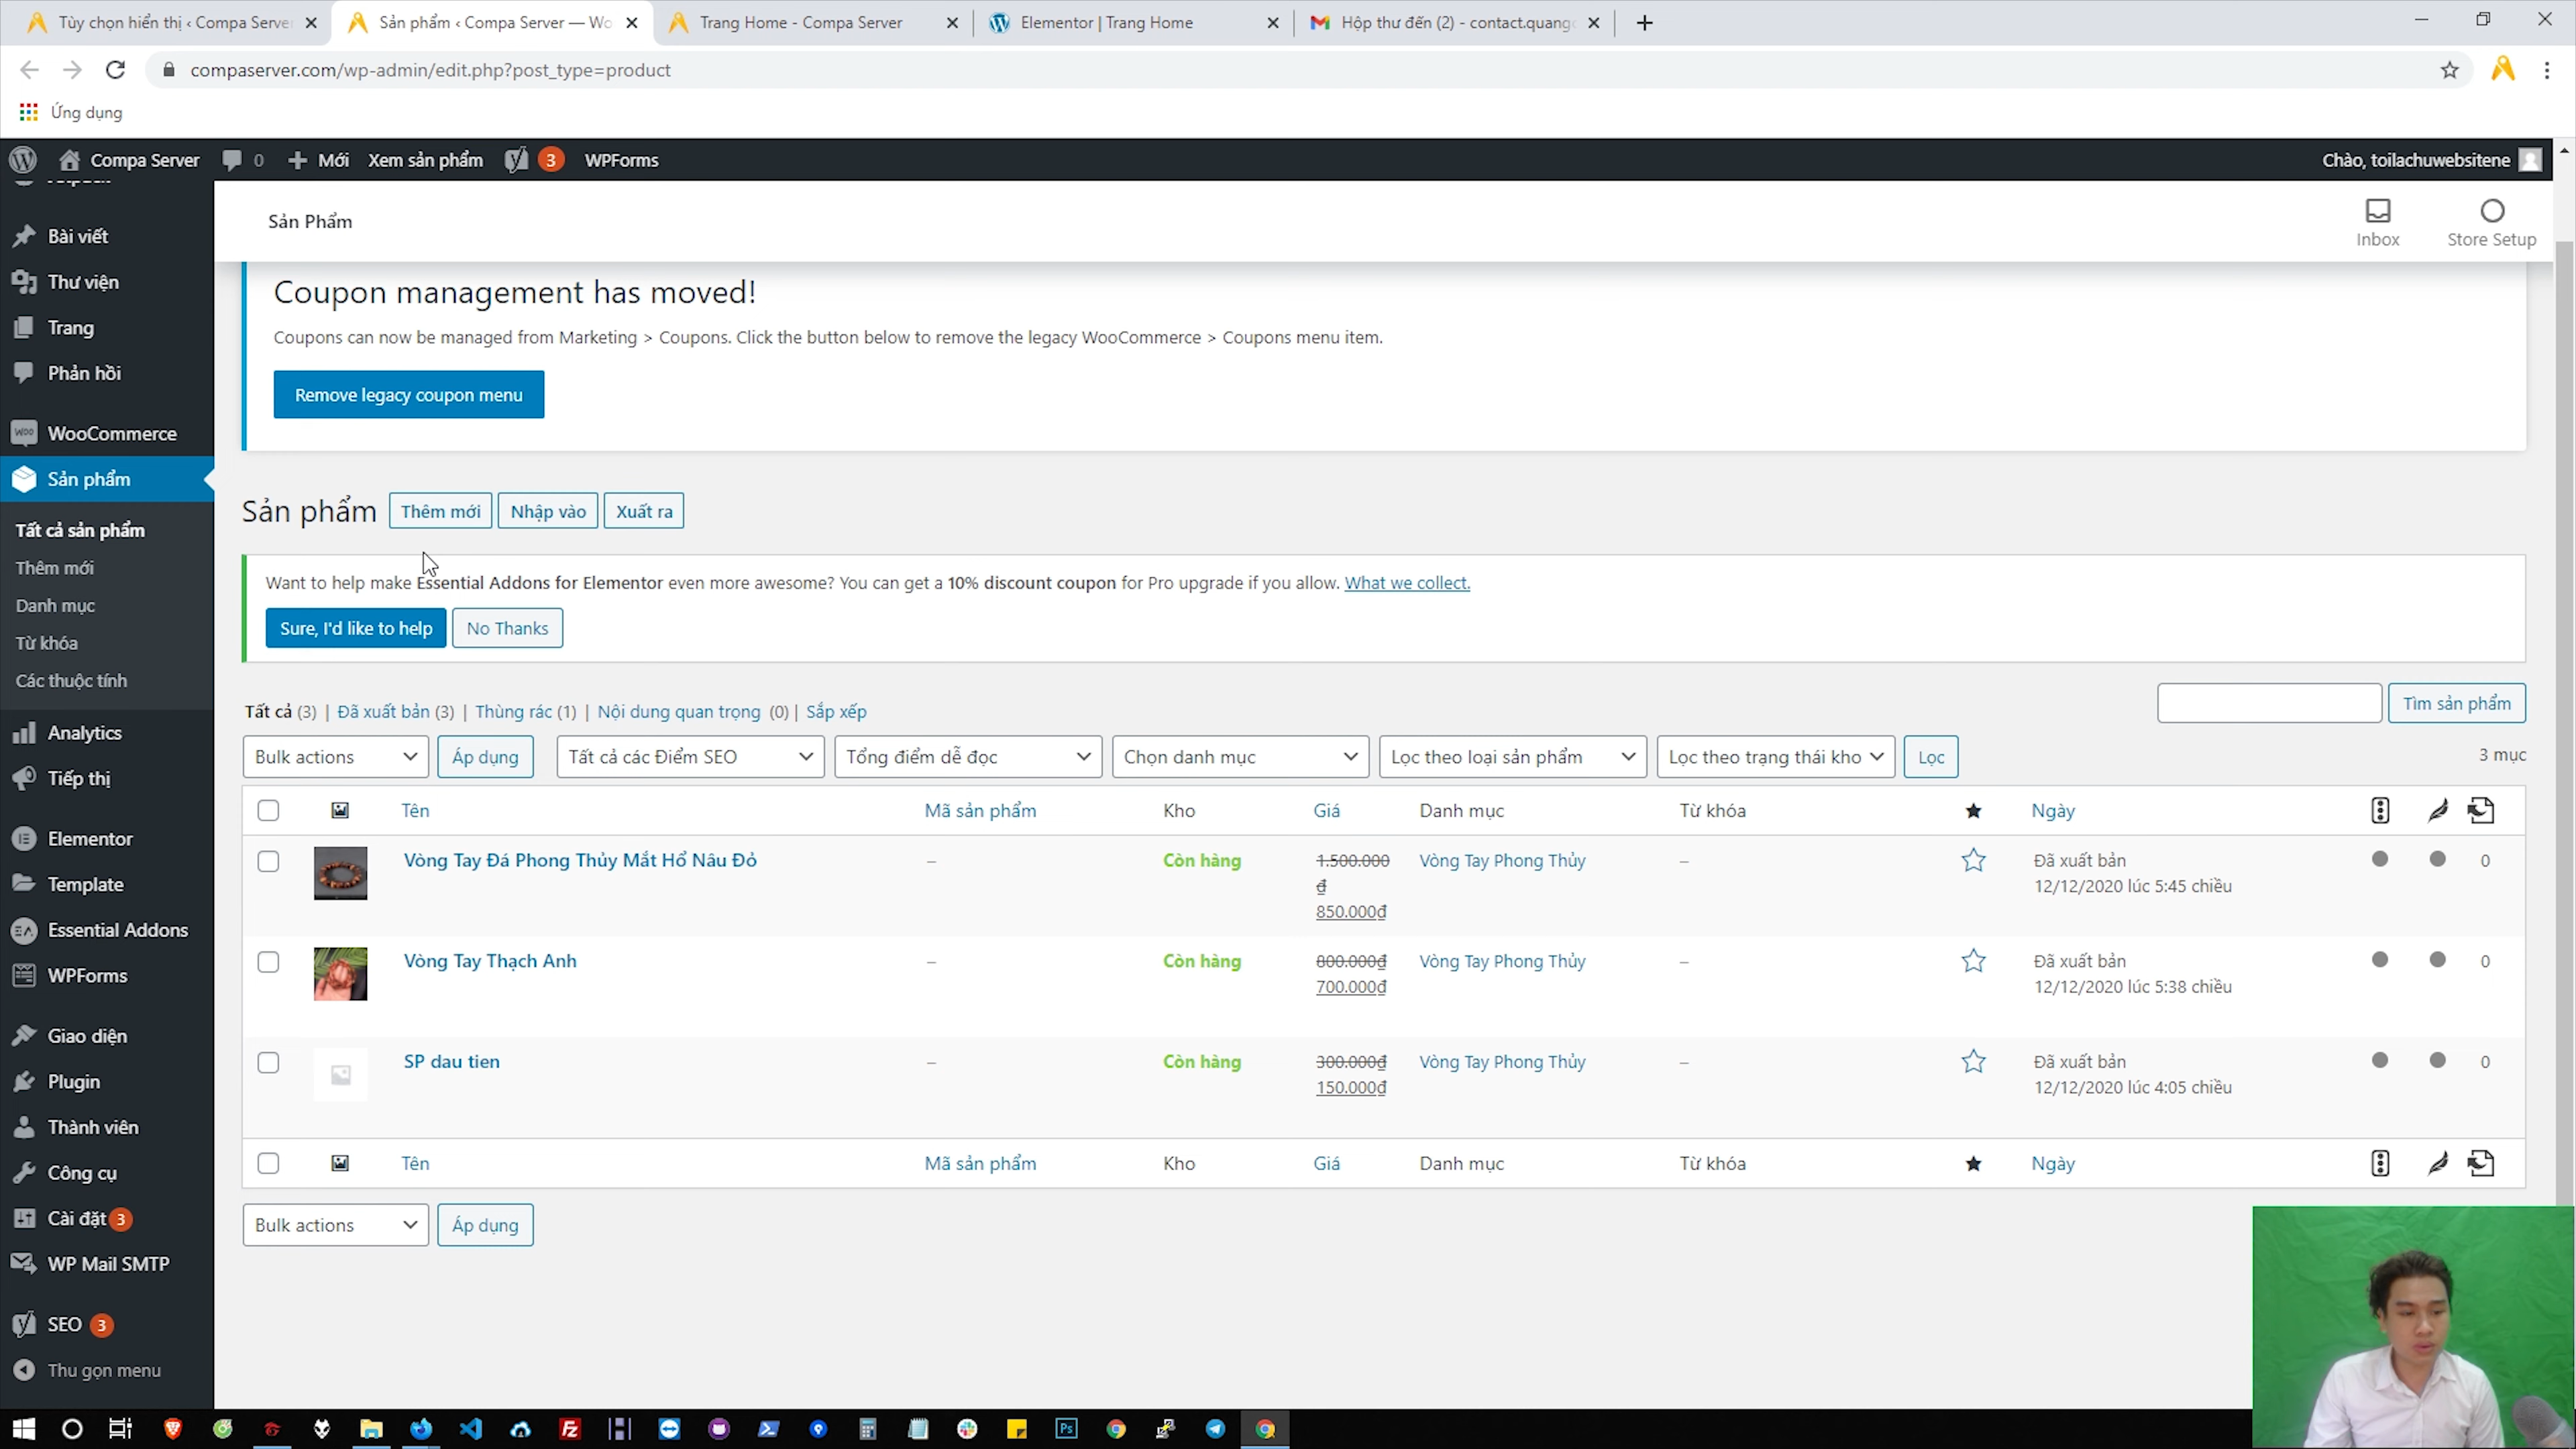 Tùy chọn hiển thị ‹ Compa Server
Sản phẩm ‹ Compa Server — Wo
Trang Home - Compa Server
Elementor | Trang Home
Hộp thư đến (2) - contact.quang
compaserver.com/wp-admin/edit.php?post_type=product
Ứng dụng
Compa Server
0
Mới
Xem sản phẩm
3
WPForms
Chào, toilachuwebsitene
Bài viết
Thư viện
Trang
Phản hồi
WooCommerce
Sản phẩm
Tất cả sản phẩm
Thêm mới
Danh mục
Từ khóa
Các thuộc tính
Analytics
Tiếp thị
Elementor
Template
Essential Addons
WPForms
Giao diện
Plugin
Thành viên
Công cụ
Cài đặt 3
WP Mail SMTP
SEO 3
Thu gọn menu
Sản Phẩm
Inbox
Store Setup
Coupon management has moved!
Coupons can now be managed from Marketing > Coupons. Click the button below to remove the legacy WooCommerce > Coupons menu item.
Remove legacy coupon menu
Sản phẩm Thêm mới Nhập vào Xuất ra
Want to help make Essential Addons for Elementor even more awesome? You can get a 10% discount coupon for Pro upgrade if you allow. What we collect.
Sure, I'd like to help No Thanks
Tất cả (3) | Đã xuất bản (3) | Thùng rác (1) | Nội dung quan trọng (0) | Sắp xếp
Tìm sản phẩm
Bulk actions Áp dụng Tất cả các Điểm SEO Tổng điểm dễ đọc Chọn danh mục Lọc theo loại sản phẩm Lọc theo trạng thái kho Lọc
3 mục
Tên Mã sản phẩm Kho Giá Danh mục Từ khóa Ngày
Vòng Tay Đá Phong Thủy Mắt Hổ Nâu Đỏ – Còn hàng 1.500.000 Vòng Tay Phong Thủy – Đã xuất bản 0
₫ 12/12/2020 lúc 5:45 chiều
850.000₫
Vòng Tay Thạch Anh – Còn hàng 800.000₫ Vòng Tay Phong Thủy – Đã xuất bản 0
700.000₫ 12/12/2020 lúc 5:38 chiều
SP dau tien – Còn hàng 300.000₫ Vòng Tay Phong Thủy – Đã xuất bản 0
150.000₫ 12/12/2020 lúc 4:05 chiều
Tên Mã sản phẩm Kho Giá Danh mục Từ khóa Ngày
Bulk actions Áp dụng